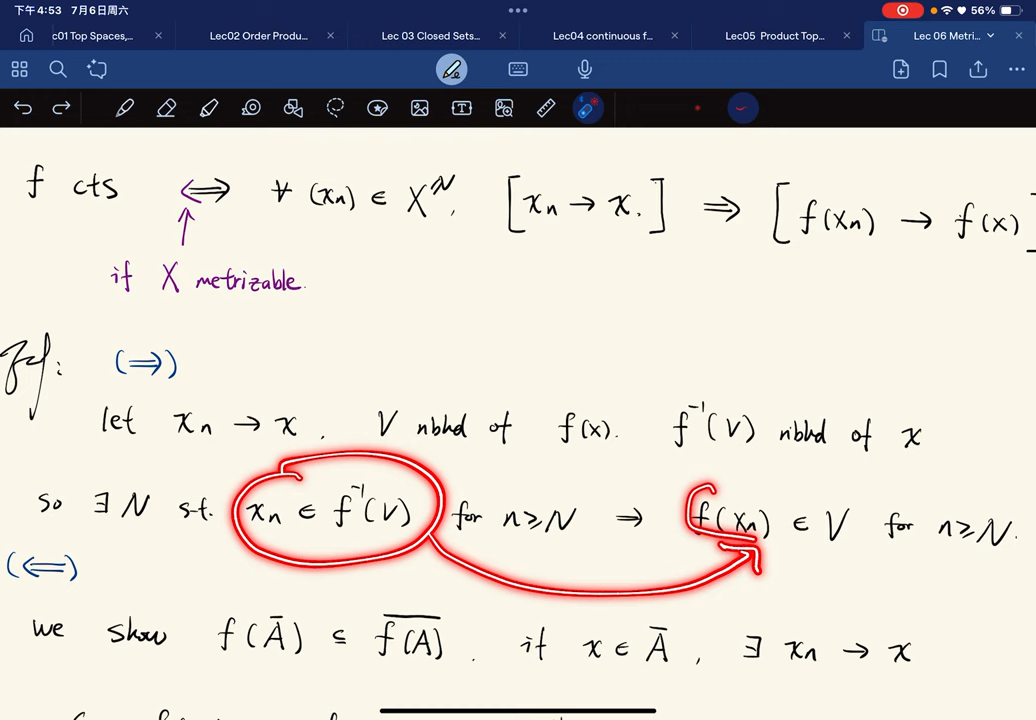 下午4:53 7月6日周六
56%
c01 Top Spaces,... Lec02 Order Produ... Lec 03 Closed Sets... Lec04 continuous f... Lec05 Product Top... Lec 06 Metri...
f cts ⟺ ∀ (xn) ∈ X^ℕ, [xn → x.] ⟹ [f(xn) → f(x)
if X metrizable.
Pf: (⟹)
let xn → x, V nbhd of f(x). f⁻¹(V) nbhd of x
so ∃ N s.t. xn ∈ f⁻¹(V) for n ≥ N ⟹ f(xn) ∈ V for n ≥ N.
(⟸)
we show f(Ā) ⊆ \overline{f(A)}. if x ∈ Ā, ∃ xn → x